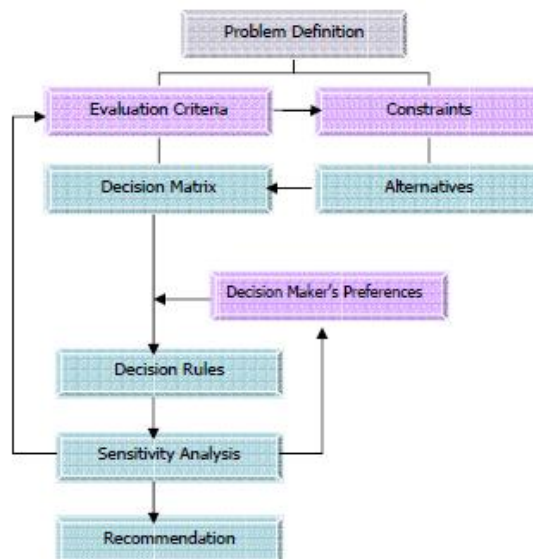 Problem Definition
Evaluation Criteria
Constraints
Decision Matrix
Alternatives
Decision Maker's Preferences
Decision Rules
Sensitivity Analysis
Recommendation